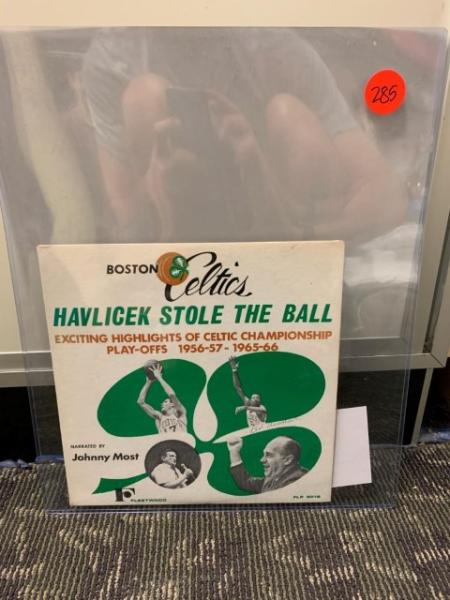 285
BOSTON Celtics
HAVLICEK STOLE THE BALL
EXCITING HIGHLIGHTS OF CELTIC CHAMPIONSHIP
PLAY-OFFS 1956-57 - 1965-66
NARRATED BY
Johnny Most
FLEETWOOD